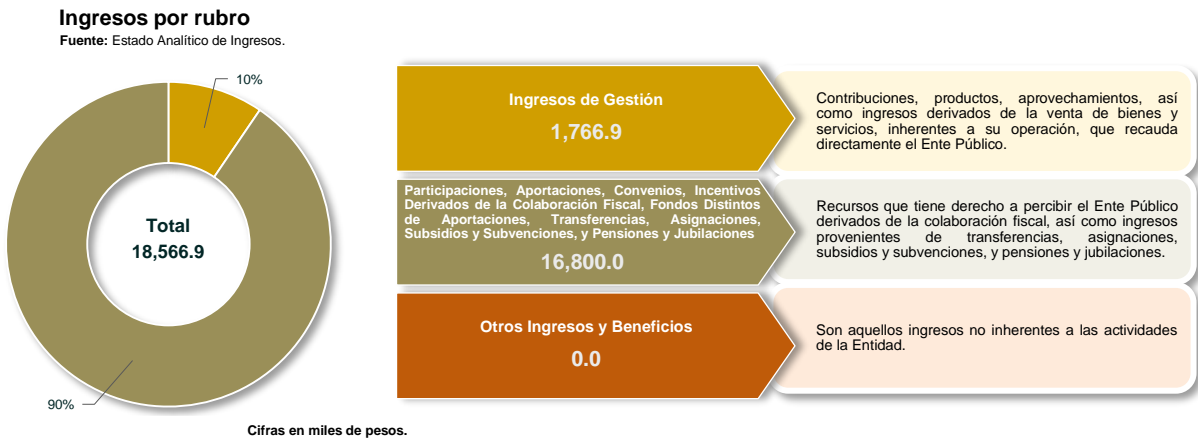 Ingresos por rubro
Fuente: Estado Analítico de Ingresos.
10%
Total
18,566.9
90%
Ingresos de Gestión
1,766.9
Contribuciones, productos, aprovechamientos, así
como ingresos derivados de la venta de bienes y
servicios, inherentes a su operación, que recauda
directamente el Ente Público.
Participaciones, Aportaciones, Convenios, Incentivos
Derivados de la Colaboración Fiscal, Fondos Distintos
de Aportaciones, Transferencias, Asignaciones,
Subsidios y Subvenciones, y Pensiones y Jubilaciones
16,800.0
Recursos que tiene derecho a percibir el Ente Público
derivados de la colaboración fiscal, así como ingresos
provenientes de transferencias, asignaciones,
subsidios y subvenciones, y pensiones y jubilaciones.
Otros Ingresos y Beneficios
0.0
Son aquellos ingresos no inherentes a las actividades
de la Entidad.
Cifras en miles de pesos.